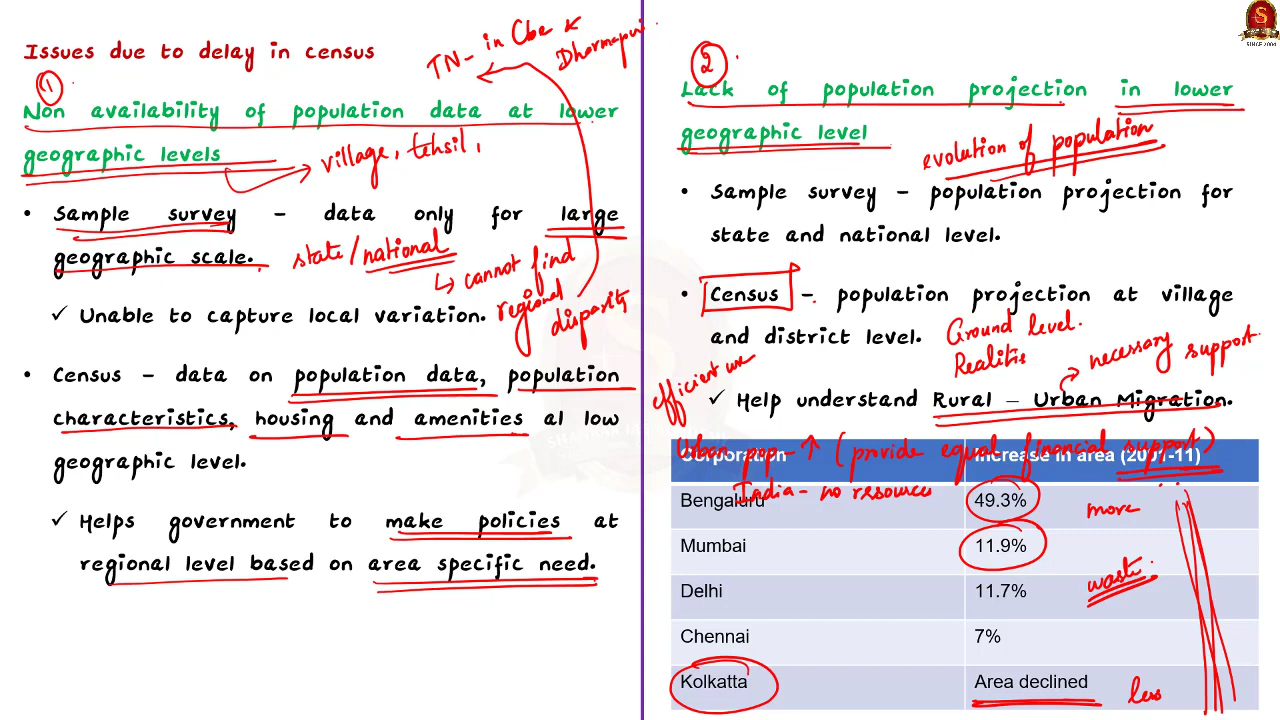 Issues due to delay in census
TN - in Cbe &
Dharmapuri
1
Non availability of population data at lower
geographic levels
village, tehsil,
• Sample survey – data only for large
geographic scale.
state / national
↳ cannot find
regional
disparity
✓ Unable to capture local variation.
• Census – data on population data, population
characteristics, housing and amenities al low
geographic level.
✓ Helps government to make policies at
regional level based on area specific need.
S
SINCE 2004
2
Lack of population projection in lower
geographic level
evolution of population
• Sample survey – population projection for
state and national level.
• Census – population projection at village
and district level.
Ground level
Realities
necessary support
efficient use
✓ Help understand Rural – Urban Migration.
Urban pop ↑ (provide equal financial support)
India - no resources
Corporation Increase in area (2001-11)
Bengaluru 49.3% more
Mumbai 11.9%
Delhi 11.7% waste
Chennai 7%
Kolkatta Area declined less